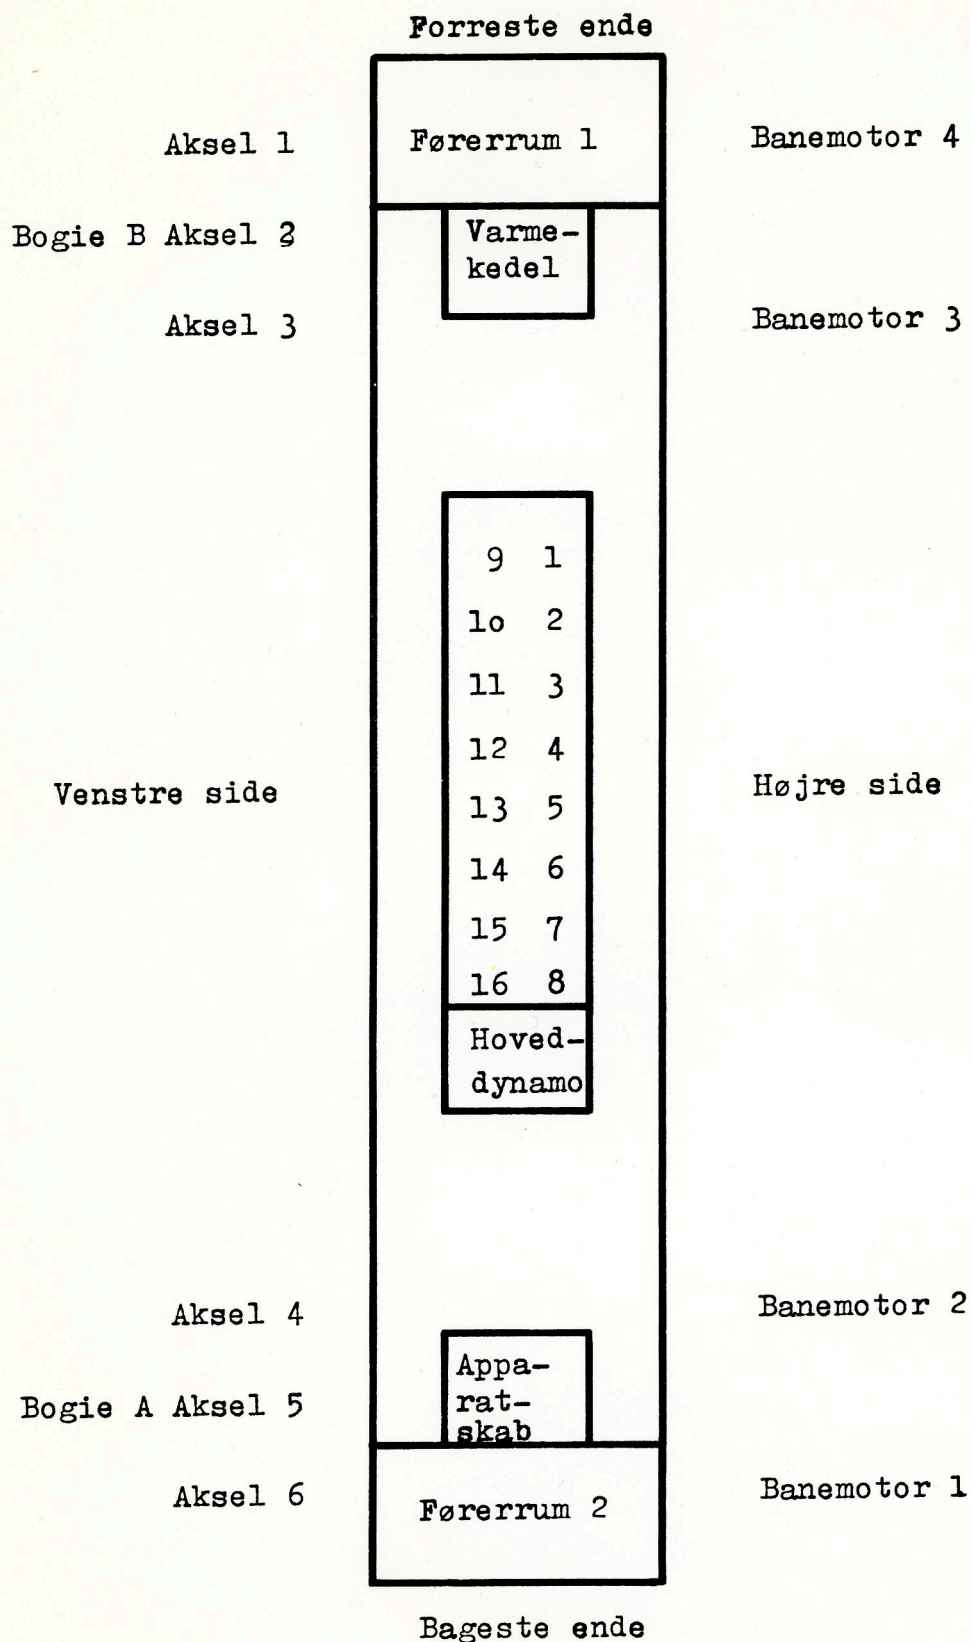 Forreste ende
Aksel 1 Førerrum 1 Banemotor 4
Bogie B Aksel 2 Varme-
kedel
Aksel 3 Banemotor 3
9 1
lo 2
11 3
12 4
Venstre side Højre side
13 5
14 6
15 7
16 8
Hoved-
dynamo
Aksel 4 Banemotor 2
Appa-
Bogie A Aksel 5 rat-
skab
Aksel 6 Førerrum 2 Banemotor 1
Bageste ende